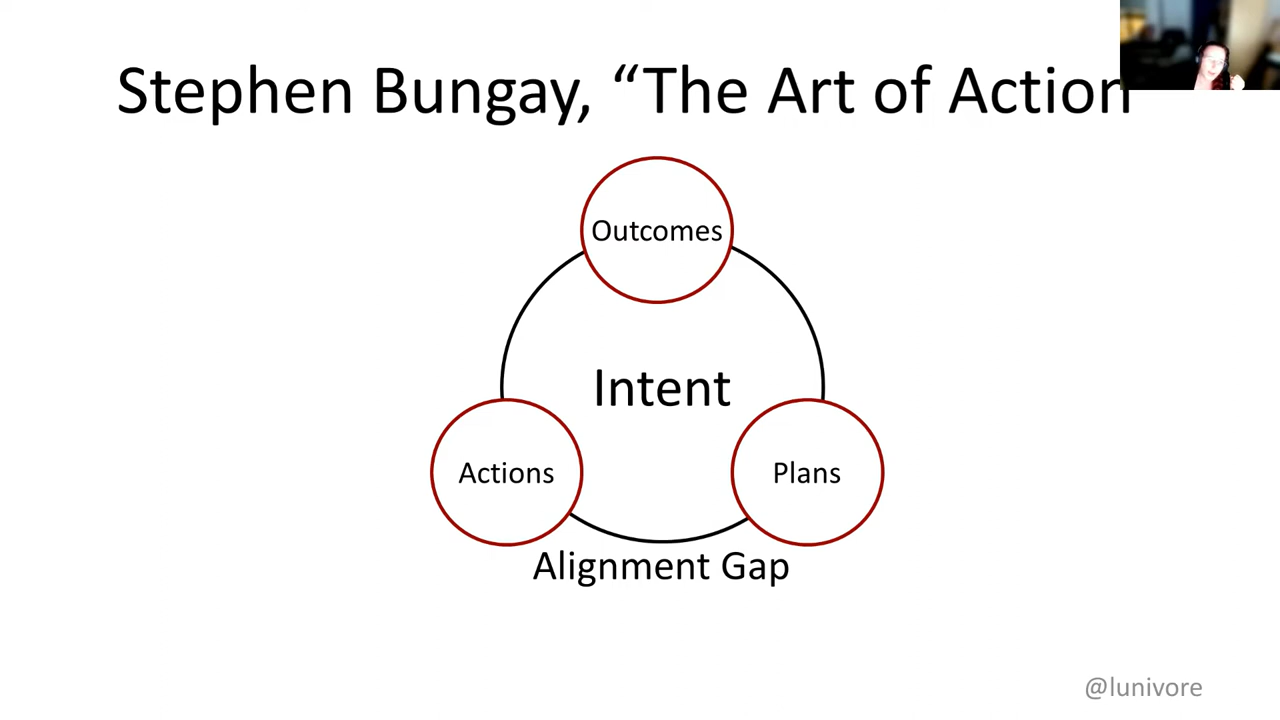 Stephen Bungay, “The Art of Action
Outcomes
Intent
Actions
Plans
Alignment Gap
@lunivore